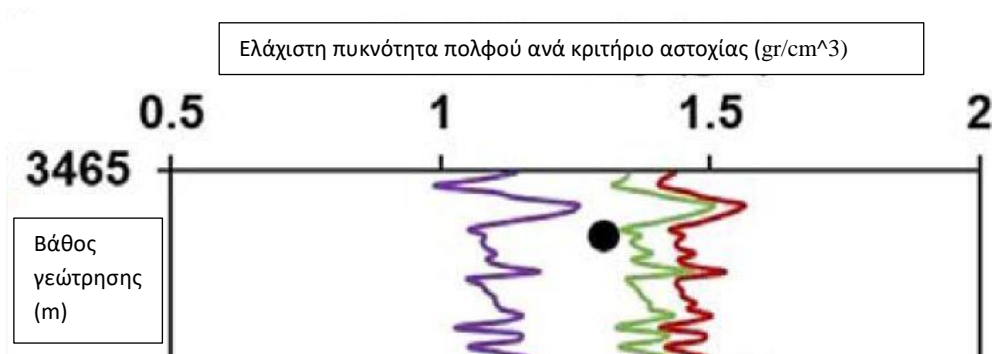 Ελάχιστη πυκνότητα πολφού ανά κριτήριο αστοχίας (gr/cm^3)
0.5 1 1.5 2
3465
Βάθος
γεώτρησης
(m)